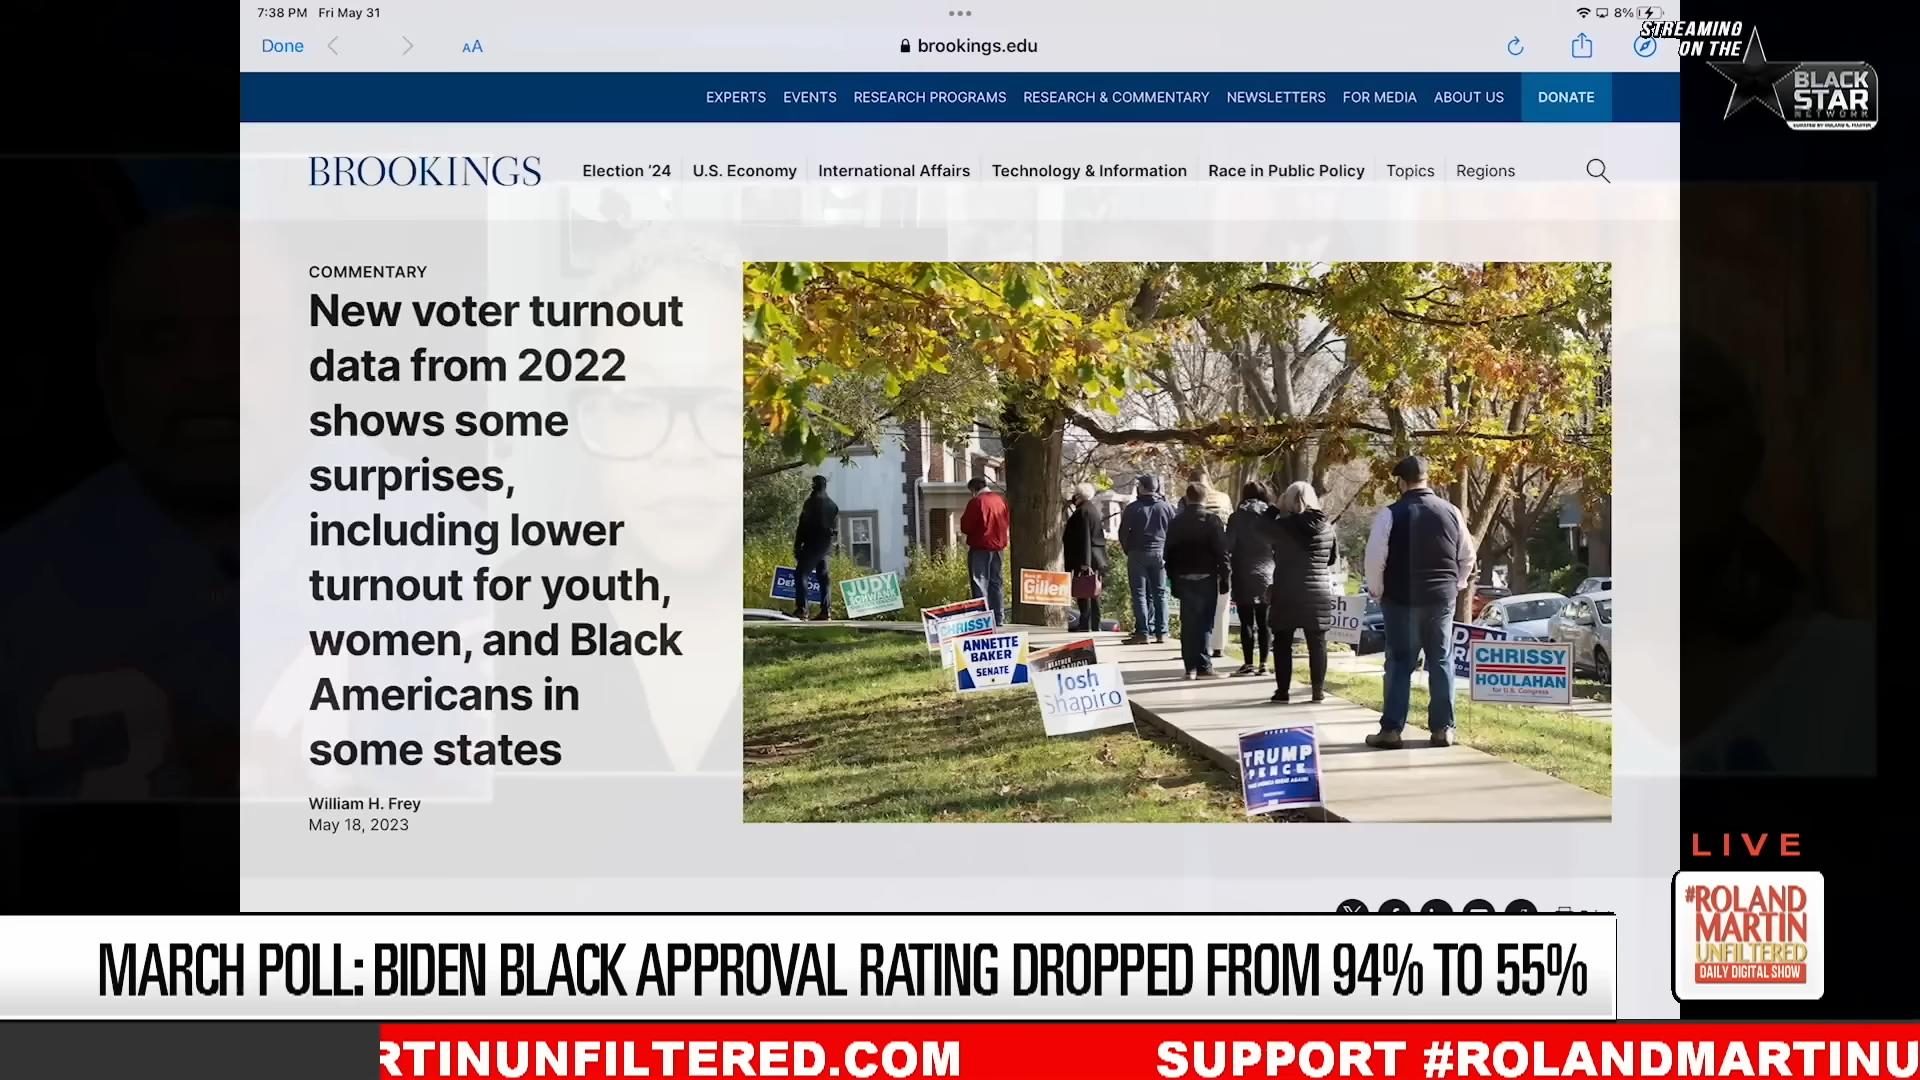 7:38 PM Fri May 31
8%
Done
AA
brookings.edu
STREAMING
ON THE
BLACK
STAR
NETWORK
EXPERTS EVENTS RESEARCH PROGRAMS RESEARCH & COMMENTARY NEWSLETTERS FOR MEDIA ABOUT US DONATE
BROOKINGS
Election '24 U.S. Economy International Affairs Technology & Information Race in Public Policy Topics Regions
COMMENTARY
New voter turnout
data from 2022
shows some
surprises,
including lower
turnout for youth,
women, and Black
Americans in
some states
William H. Frey
May 18, 2023
JUDY
SCHWANK
Gillen
CHRISSY
ANNETTE
BAKER
SENATE
Josh
Shapiro
TRUMP
PENCE
CHRISSY
HOULAHAN
for U.S. Congress
LIVE
#ROLAND
MARTIN
UNFILTERED
DAILY DIGITAL SHOW
MARCH POLL: BIDEN BLACK APPROVAL RATING DROPPED FROM 94% TO 55%
RTINUNFILTERED.COM SUPPORT #ROLANDMARTINU